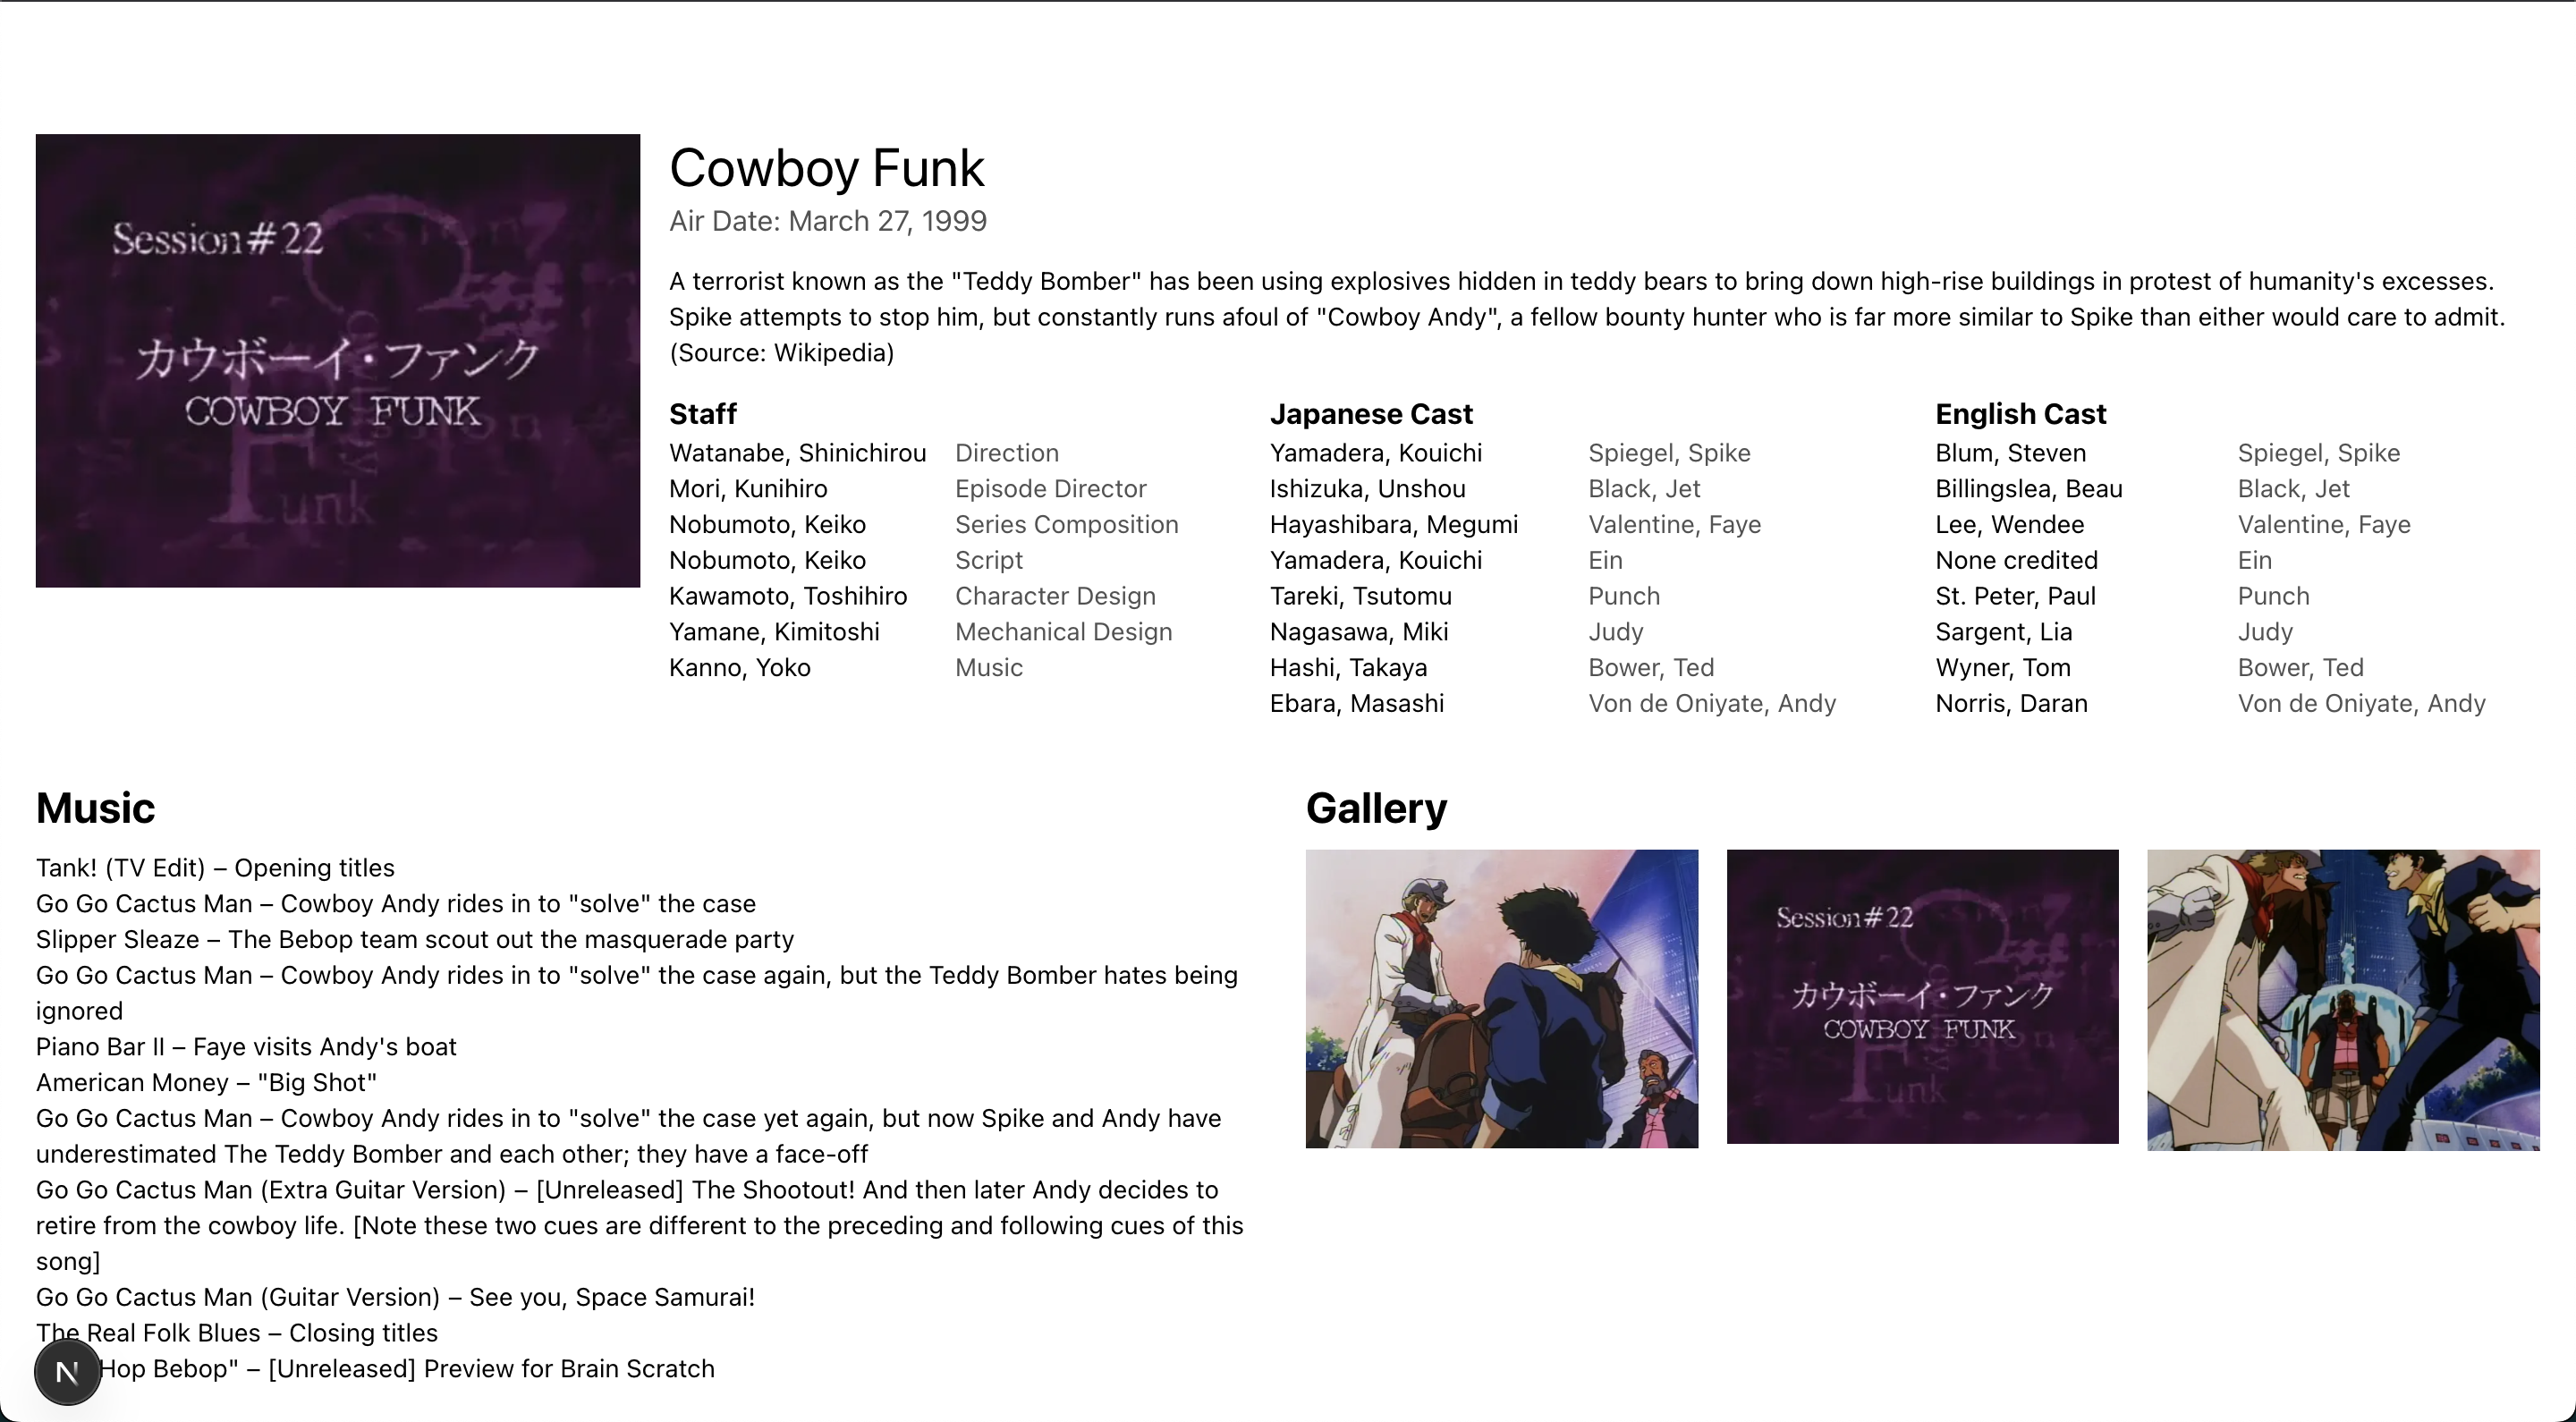 Session#22
カウボーイ・ファンク
COWBOY FUNK
Funk
Cowboy Funk
Air Date: March 27, 1999
A terrorist known as the "Teddy Bomber" has been using explosives hidden in teddy bears to bring down high-rise buildings in protest of humanity's excesses.
Spike attempts to stop him, but constantly runs afoul of "Cowboy Andy", a fellow bounty hunter who is far more similar to Spike than either would care to admit.
(Source: Wikipedia)
Staff
Watanabe, Shinichirou Direction
Mori, Kunihiro Episode Director
Nobumoto, Keiko Series Composition
Nobumoto, Keiko Script
Kawamoto, Toshihiro Character Design
Yamane, Kimitoshi Mechanical Design
Kanno, Yoko Music
Japanese Cast
Yamadera, Kouichi Spiegel, Spike
Ishizuka, Unshou Black, Jet
Hayashibara, Megumi Valentine, Faye
Yamadera, Kouichi Ein
Tareki, Tsutomu Punch
Nagasawa, Miki Judy
Hashi, Takaya Bower, Ted
Ebara, Masashi Von de Oniyate, Andy
English Cast
Blum, Steven Spiegel, Spike
Billingslea, Beau Black, Jet
Lee, Wendee Valentine, Faye
None credited Ein
St. Peter, Paul Punch
Sargent, Lia Judy
Wyner, Tom Bower, Ted
Norris, Daran Von de Oniyate, Andy
Music
Tank! (TV Edit) – Opening titles
Go Go Cactus Man – Cowboy Andy rides in to "solve" the case
Slipper Sleaze – The Bebop team scout out the masquerade party
Go Go Cactus Man – Cowboy Andy rides in to "solve" the case again, but the Teddy Bomber hates being
ignored
Piano Bar II – Faye visits Andy's boat
American Money – "Big Shot"
Go Go Cactus Man – Cowboy Andy rides in to "solve" the case yet again, but now Spike and Andy have
underestimated The Teddy Bomber and each other; they have a face-off
Go Go Cactus Man (Extra Guitar Version) – [Unreleased] The Shootout! And then later Andy decides to
retire from the cowboy life. [Note these two cues are different to the preceding and following cues of this
song]
Go Go Cactus Man (Guitar Version) – See you, Space Samurai!
The Real Folk Blues – Closing titles
Hop Bebop" – [Unreleased] Preview for Brain Scratch
N
Gallery
Session#22
カウボーイ・ファンク
COWBOY FUNK
Funk